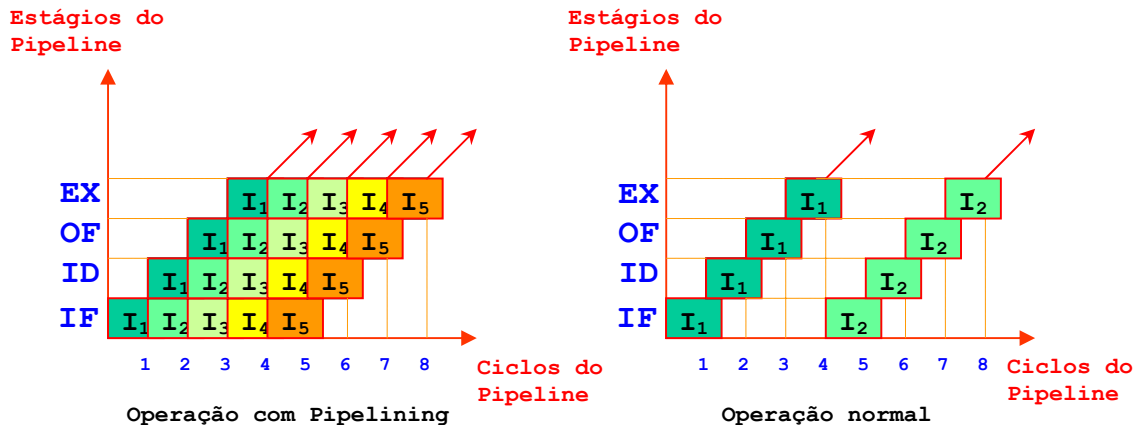 Estágios do
Pipeline
EX
OF
ID
IF
I1 I2 I3 I4 I5
I1 I2 I3 I4 I5
I1 I2 I3 I4 I5
I1 I2 I3 I4 I5
1 2 3 4 5 6 7 8
Ciclos do
Pipeline
Operação com Pipelining
Estágios do
Pipeline
EX
OF
ID
IF
I1 I2
I1 I2
I1 I2
I1 I2
1 2 3 4 5 6 7 8
Ciclos do
Pipeline
Operação normal